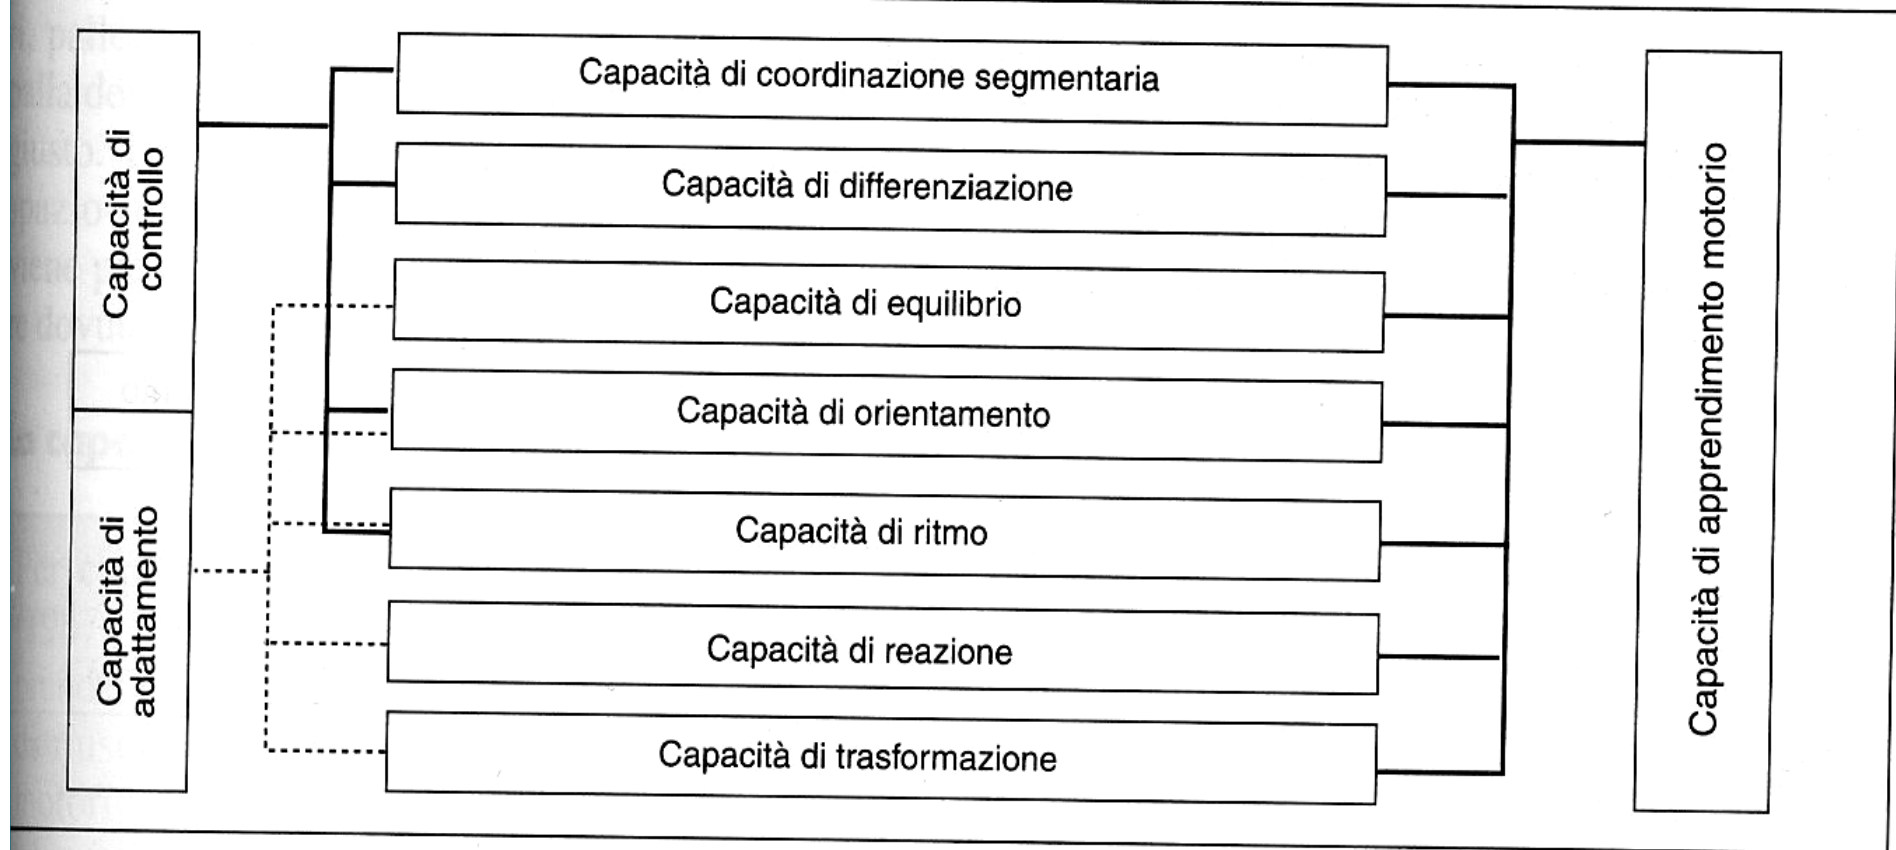 Capacità di
controllo
Capacità di
adattamento
Capacità di coordinazione segmentaria
Capacità di differenziazione
Capacità di equilibrio
Capacità di orientamento
Capacità di ritmo
Capacità di reazione
Capacità di trasformazione
Capacità di apprendimento motorio